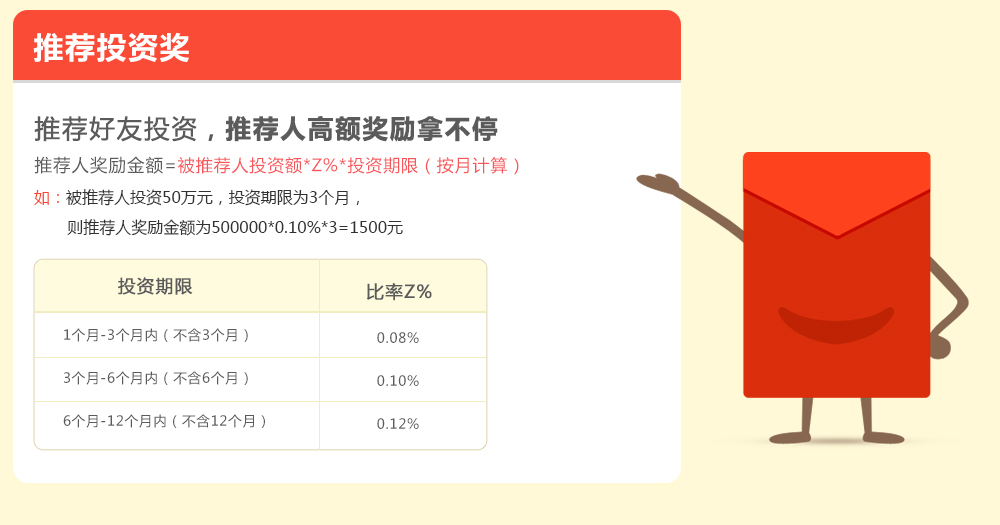 推荐投资奖
推荐好友投资，推荐人高额奖励拿不停
推荐人奖励金额=被推荐人投资额*Z%*投资期限（按月计算）
如：被推荐人投资50万元，投资期限为3个月，
则推荐人奖励金额为500000*0.10%*3=1500元
投资期限 比率Z%
1个月-3个月内（不含3个月） 0.08%
3个月-6个月内（不含6个月） 0.10%
6个月-12个月内（不含12个月） 0.12%